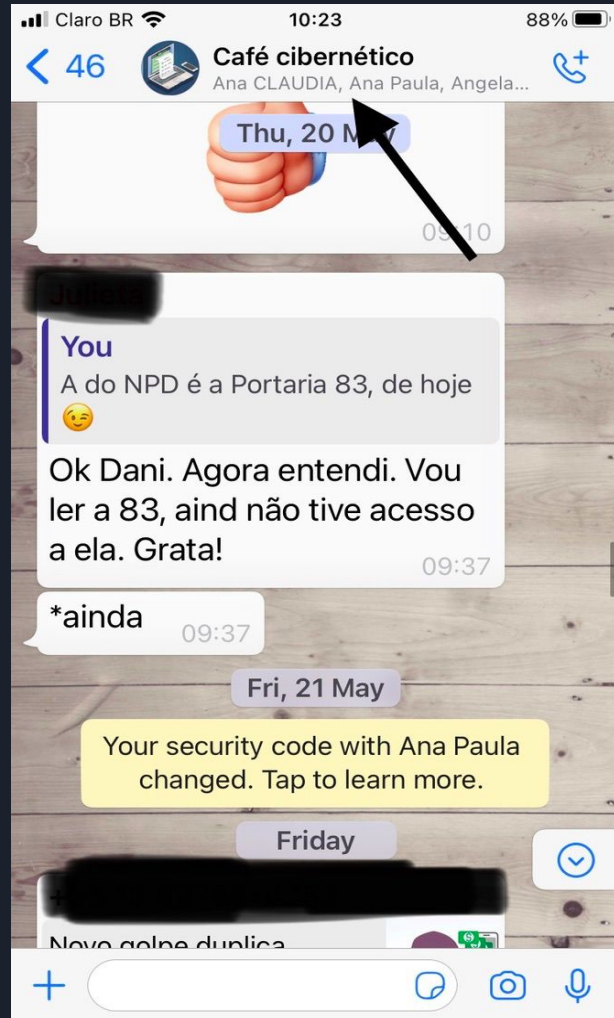 Claro BR
10:23
88%
46
Café cibernético
Ana CLAUDIA, Ana Paula, Angela...
Thu, 20 May
09:10
You
A do NPD é a Portaria 83, de hoje
😉
Ok Dani. Agora entendi. Vou
ler a 83, aind não tive acesso
a ela. Grata!
09:37
*ainda
09:37
Fri, 21 May
Your security code with Ana Paula
changed. Tap to learn more.
Friday
Novo golpe duplica